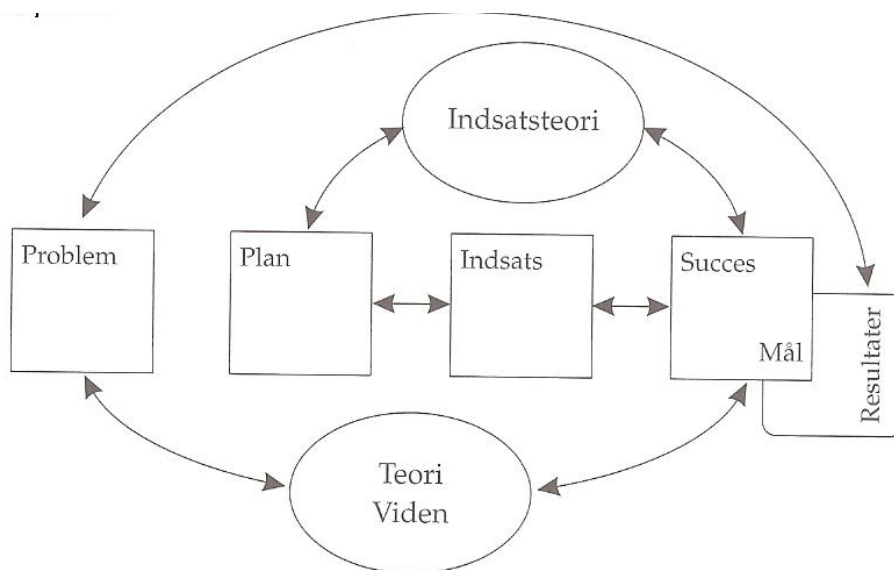 Indsatsteori
Problem
Plan
Indsats
Succes
Mål
Resultater
Teori
Viden